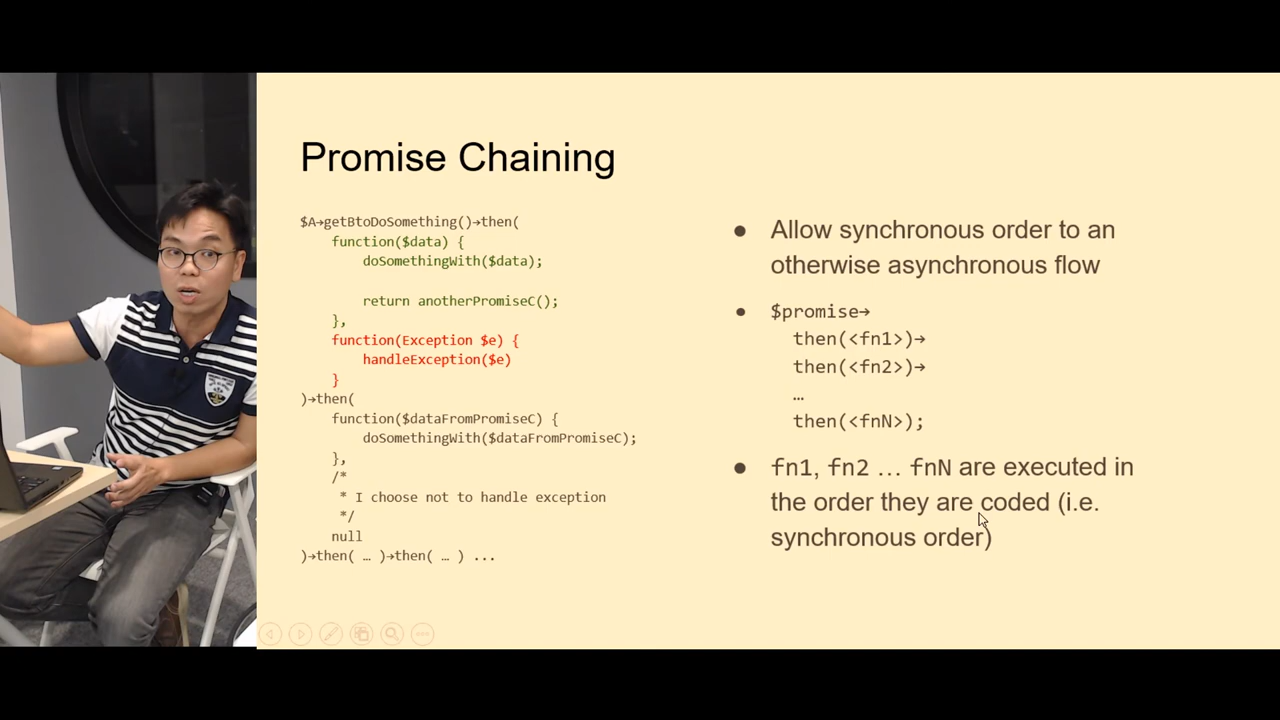 Promise Chaining
$A→getBtoDoSomething()→then(
function($data) {
doSomethingWith($data);
return anotherPromiseC();
},
function(Exception $e) {
handleException($e)
}
)→then(
function($dataFromPromiseC) {
doSomethingWith($dataFromPromiseC);
},
/*
* I choose not to handle exception
*/
null
)→then( … )→then( … ) ...
● Allow synchronous order to an
otherwise asynchronous flow
● $promise→
then(<fn1>)→
then(<fn2>)→
…
then(<fnN>);
● fn1, fn2 … fnN are executed in
the order they are coded (i.e.
synchronous order)